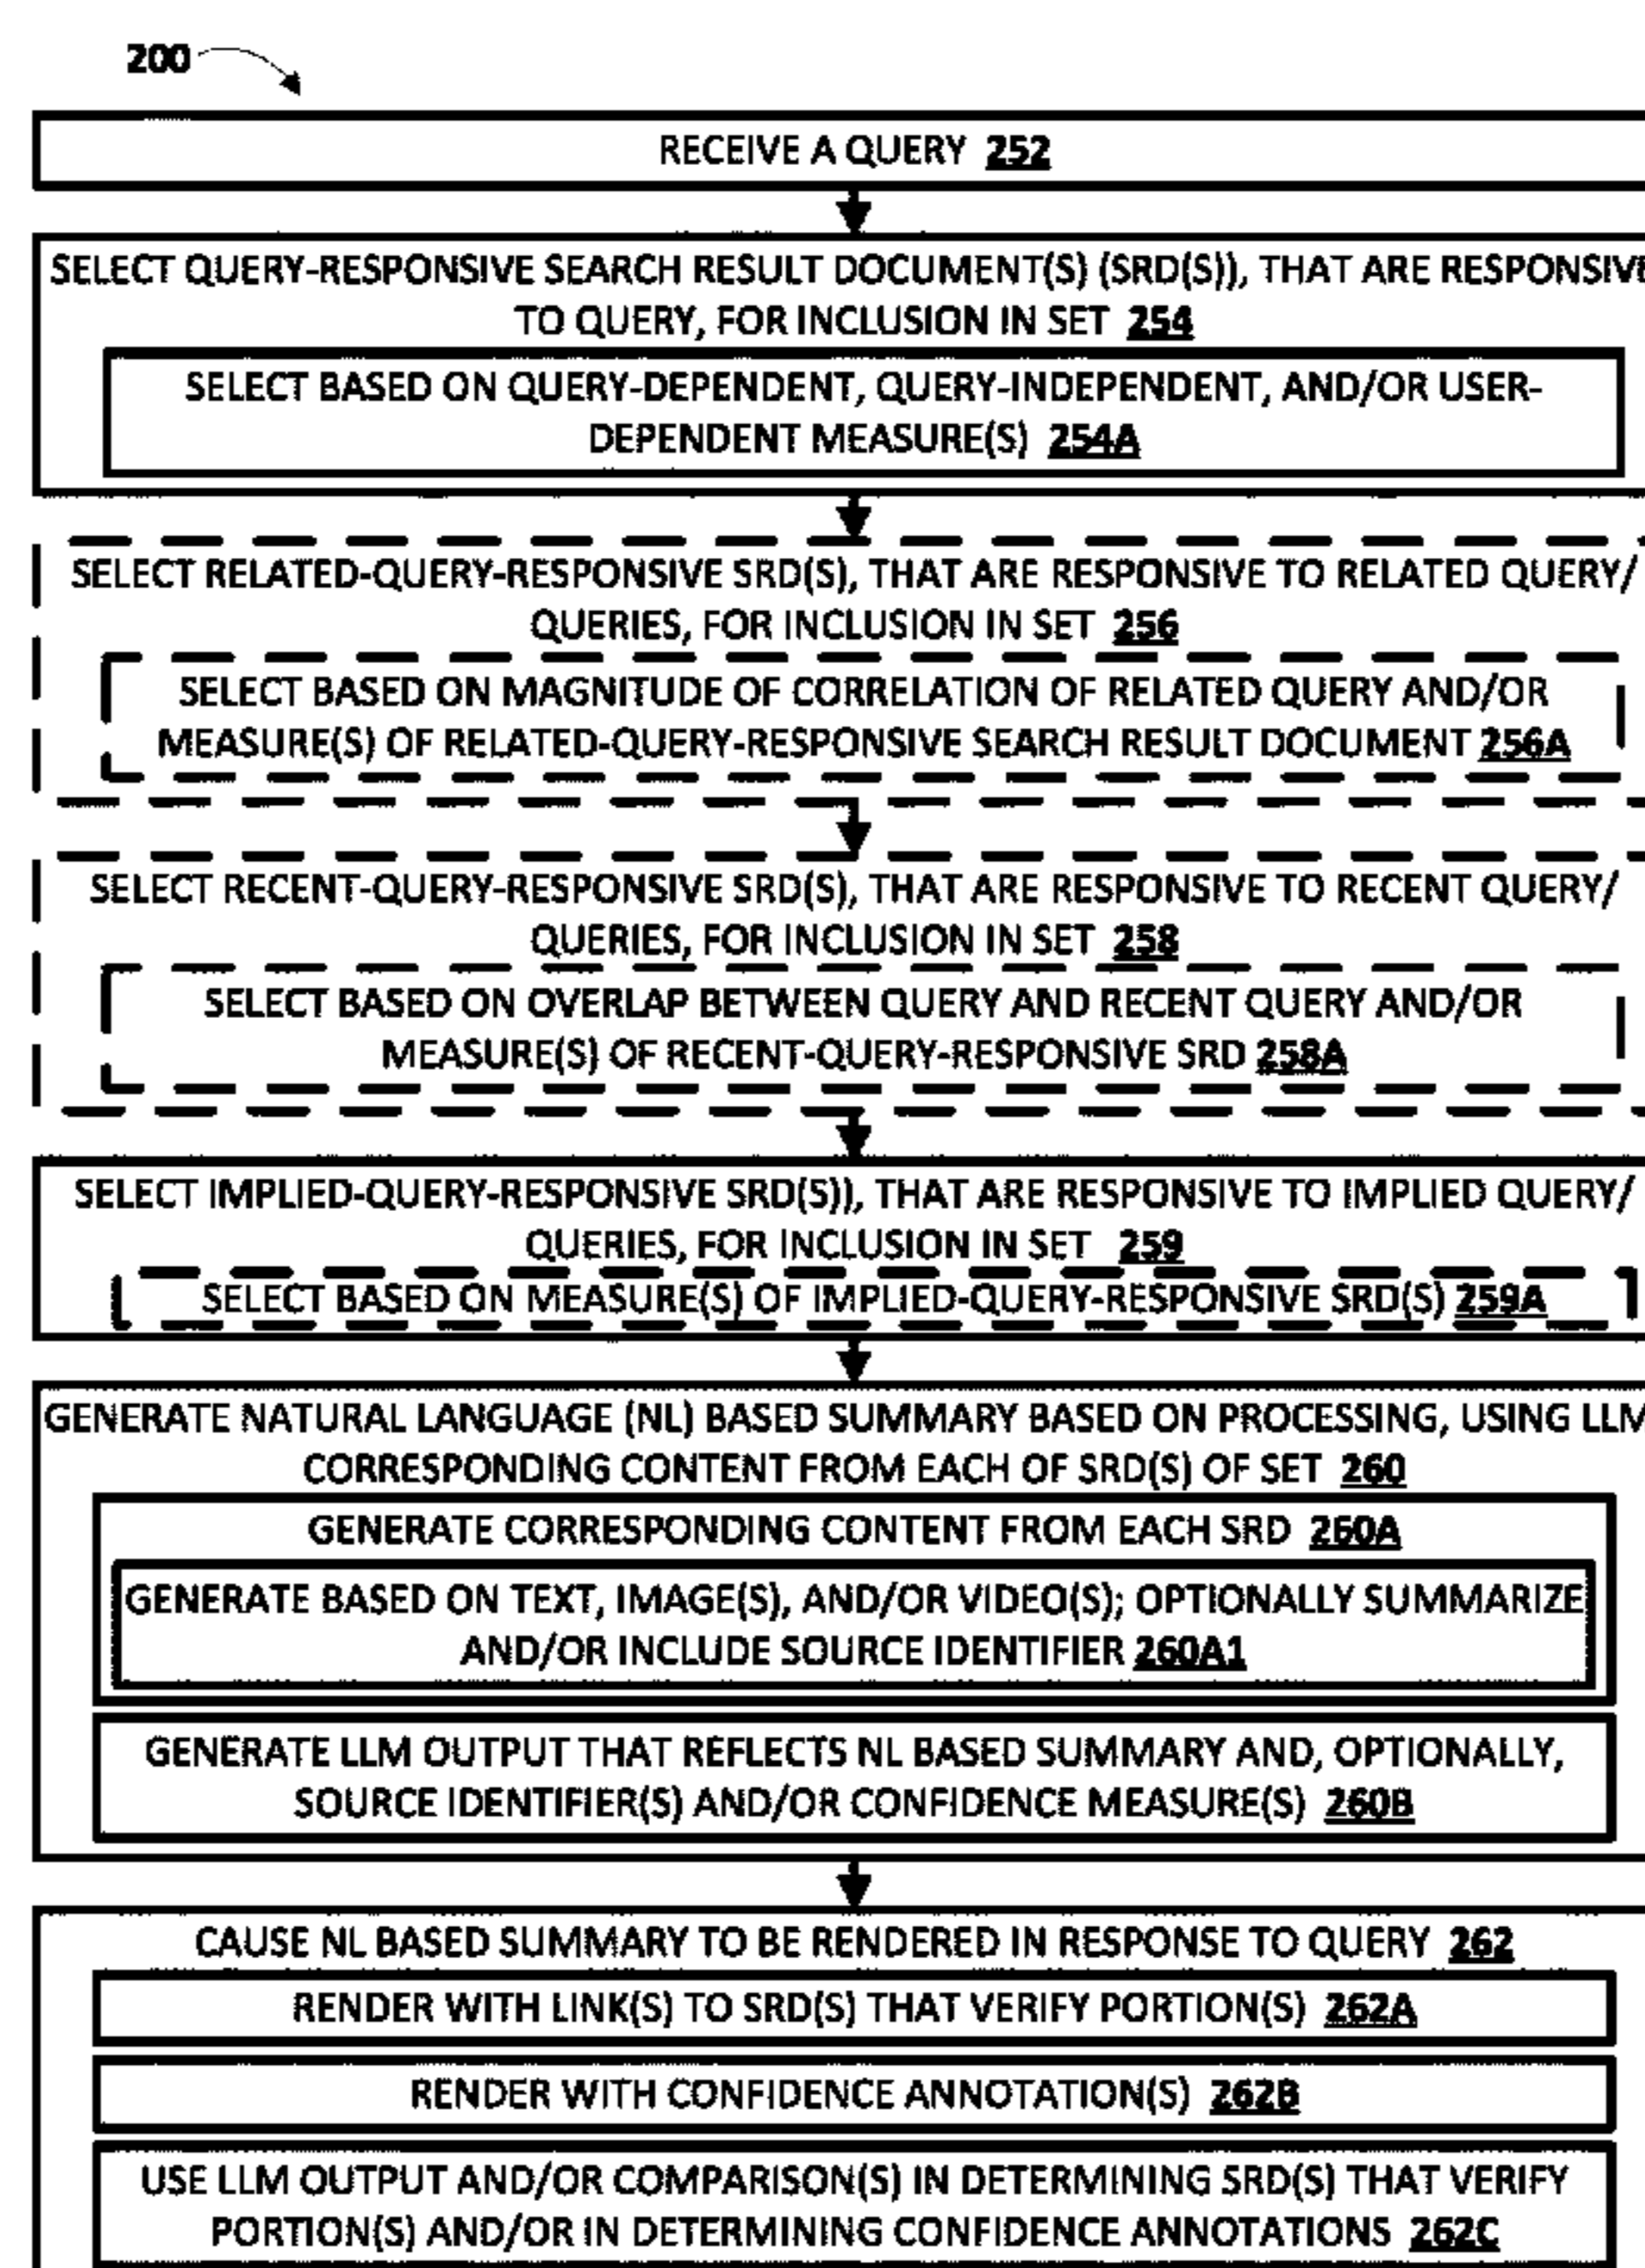 200
RECEIVE A QUERY 252
SELECT QUERY-RESPONSIVE SEARCH RESULT DOCUMENT(S) (SRD(S)), THAT ARE RESPONSIVE
TO QUERY, FOR INCLUSION IN SET 254
SELECT BASED ON QUERY-DEPENDENT, QUERY-INDEPENDENT, AND/OR USER-
DEPENDENT MEASURE(S) 254A
SELECT RELATED-QUERY-RESPONSIVE SRD(S), THAT ARE RESPONSIVE TO RELATED QUERY/
QUERIES, FOR INCLUSION IN SET 256
SELECT BASED ON MAGNITUDE OF CORRELATION OF RELATED QUERY AND/OR
MEASURE(S) OF RELATED-QUERY-RESPONSIVE SEARCH RESULT DOCUMENT 256A
SELECT RECENT-QUERY-RESPONSIVE SRD(S), THAT ARE RESPONSIVE TO RECENT QUERY/
QUERIES, FOR INCLUSION IN SET 258
SELECT BASED ON OVERLAP BETWEEN QUERY AND RECENT QUERY AND/OR
MEASURE(S) OF RECENT-QUERY-RESPONSIVE SRD 258A
SELECT IMPLIED-QUERY-RESPONSIVE SRD(S)), THAT ARE RESPONSIVE TO IMPLIED QUERY/
QUERIES, FOR INCLUSION IN SET 259
SELECT BASED ON MEASURE(S) OF IMPLIED-QUERY-RESPONSIVE SRD(S) 259A
GENERATE NATURAL LANGUAGE (NL) BASED SUMMARY BASED ON PROCESSING, USING LLM
CORRESPONDING CONTENT FROM EACH OF SRD(S) OF SET 260
GENERATE CORRESPONDING CONTENT FROM EACH SRD 260A
GENERATE BASED ON TEXT, IMAGE(S), AND/OR VIDEO(S); OPTIONALLY SUMMARIZE
AND/OR INCLUDE SOURCE IDENTIFIER 260A1
GENERATE LLM OUTPUT THAT REFLECTS NL BASED SUMMARY AND, OPTIONALLY,
SOURCE IDENTIFIER(S) AND/OR CONFIDENCE MEASURE(S) 260B
CAUSE NL BASED SUMMARY TO BE RENDERED IN RESPONSE TO QUERY 262
RENDER WITH LINK(S) TO SRD(S) THAT VERIFY PORTION(S) 262A
RENDER WITH CONFIDENCE ANNOTATION(S) 262B
USE LLM OUTPUT AND/OR COMPARISON(S) IN DETERMINING SRD(S) THAT VERIFY
PORTION(S) AND/OR IN DETERMINING CONFIDENCE ANNOTATIONS 262C